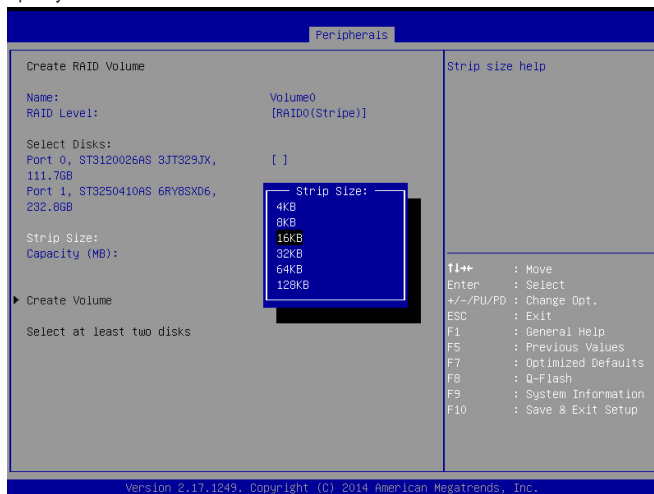 Peripherals
Create RAID Volume
Name: Volume0
RAID Level: [RAID0(Stripe)]
Select Disks:
Port 0, ST3120026AS 3JT329JX, [ ]
111.7GB
Port 1, ST3250410AS 6RY8SXD6,
232.8GB
Strip Size:
Capacity (MB):
Create Volume
Select at least two disks
Strip Size:
4KB
8KB
16KB
32KB
64KB
128KB
Strip size help
↑↓→← : Move
Enter : Select
+/-/PU/PD : Change Opt.
ESC : Exit
F1 : General Help
F5 : Previous Values
F7 : Optimized Defaults
F8 : Q-Flash
F9 : System Information
F10 : Save & Exit Setup
Version 2.17.1249. Copyright (C) 2014 American Megatrends, Inc.